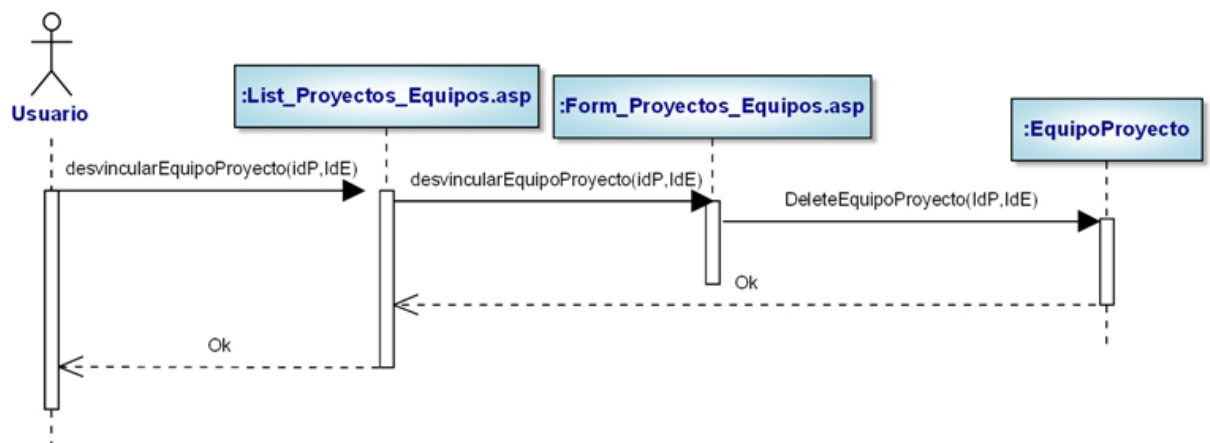 Usuario
:List_Proyectos_Equipos.asp
:Form_Proyectos_Equipos.asp
:EquipoProyecto
desvincularEquipoProyecto(idP,IdE)
desvincularEquipoProyecto(idP,IdE)
DeleteEquipoProyecto(IdP,IdE)
Ok
Ok